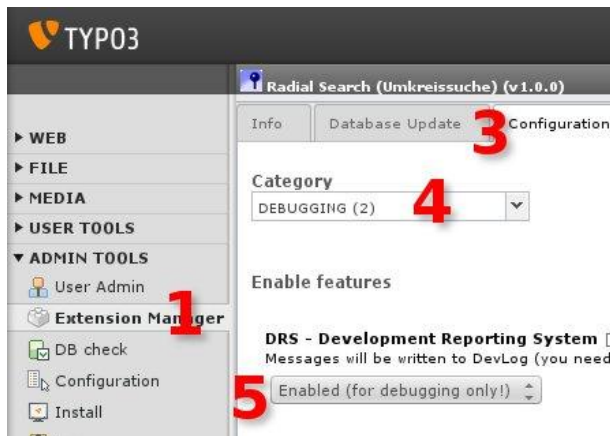 TYPO3
Radial Search (Umkreissuche) (v1.0.0)
Info Database Update 3 Configuration
WEB
FILE
MEDIA
USER TOOLS
ADMIN TOOLS
User Admin
1
Extension Manager
DB check
Configuration
Install
Category
DEBUGGING (2) 4
Enable features
DRS - Development Reporting System
Messages will be written to DevLog (you need
5 Enabled (for debugging only!)